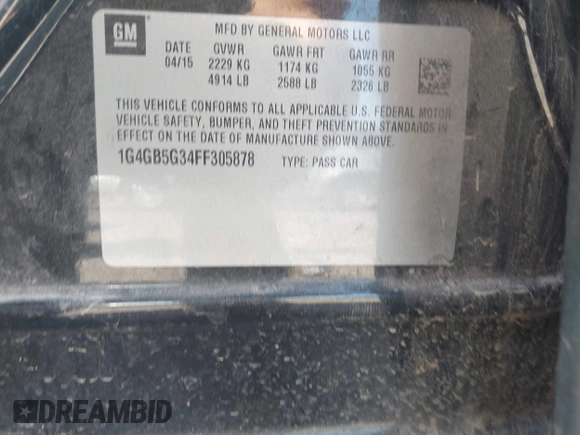 GM
MFD BY GENERAL MOTORS LLC
DATE GVWR GAWR FRT GAWR RR
04/15 2229 KG 1174 KG 1055 KG
4914 LB 2588 LB 2326 LB
THIS VEHICLE CONFORMS TO ALL APPLICABLE U.S. FEDERAL MOTOR
VEHICLE SAFETY, BUMPER, AND THEFT PREVENTION STANDARDS IN
EFFECT ON THE DATE OF MANUFACTURE SHOWN ABOVE.
1G4GB5G34FF305878 TYPE: PASS CAR
DREAMBID